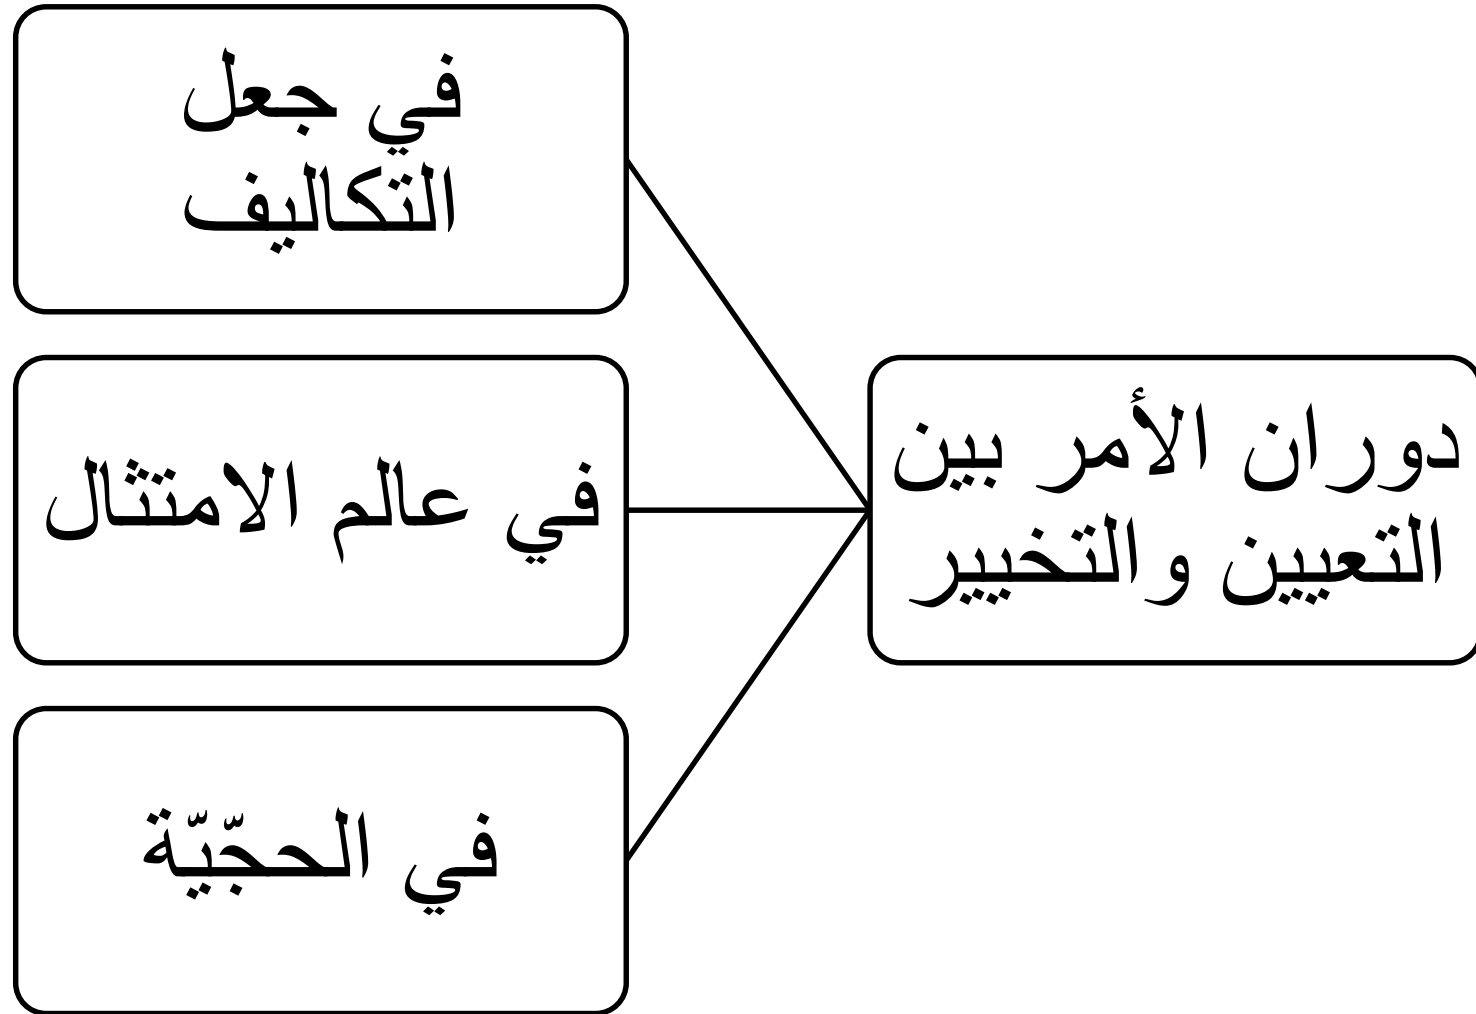 دوران الأمر بين
التعيين والتخيير
في جعل
التكاليف
في عالم الامتثال
في الحجّيّة